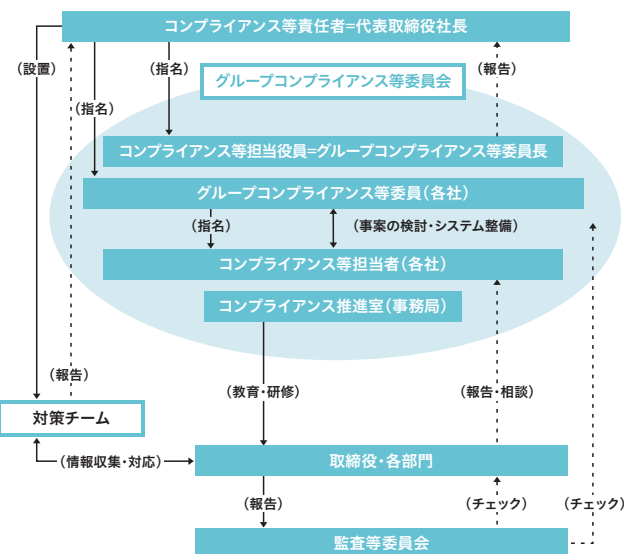 コンプライアンス等責任者=代表取締役社長
（設置）
（指名）
（報告）
グループコンプライアンス等委員会
（指名）
コンプライアンス等担当役員=グループコンプライアンス等委員長
グループコンプライアンス等委員（各社）
（指名）
（事案の検討・システム整備）
コンプライアンス等担当者（各社）
コンプライアンス推進室（事務局）
（報告）
（教育・研修）
（報告・相談）
対策チーム
（情報収集・対応）
取締役・各部門
（報告）
（チェック）
（チェック）
監査等委員会